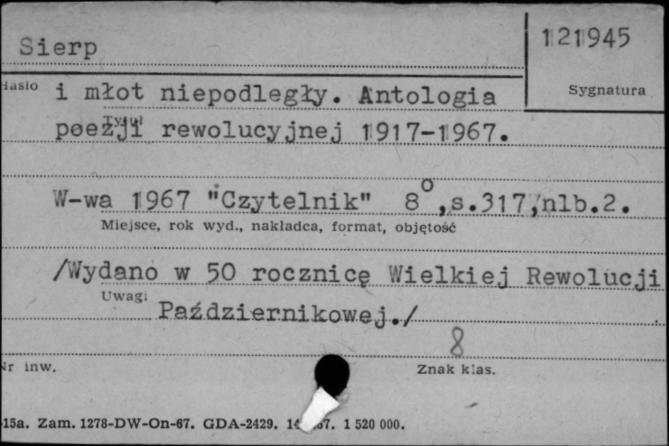 Sierp
121945
Hasło
Sygnatura
i młot niepodległy. Antologia
Tytuł
poezji rewolucyjnej 1917-1967.
W-wa 1967 "Czytelnik" 8°, s.317, nlb.2.
Miejsce, rok wyd., nakładca, format, objętość
/Wydano w 50 rocznicę Wielkiej Rewolucji
Uwagi
Październikowej./
8
Nr inw.
Znak klas.
-15a. Zam. 1278-DW-On-67. GDA-2429. 1 520 000.